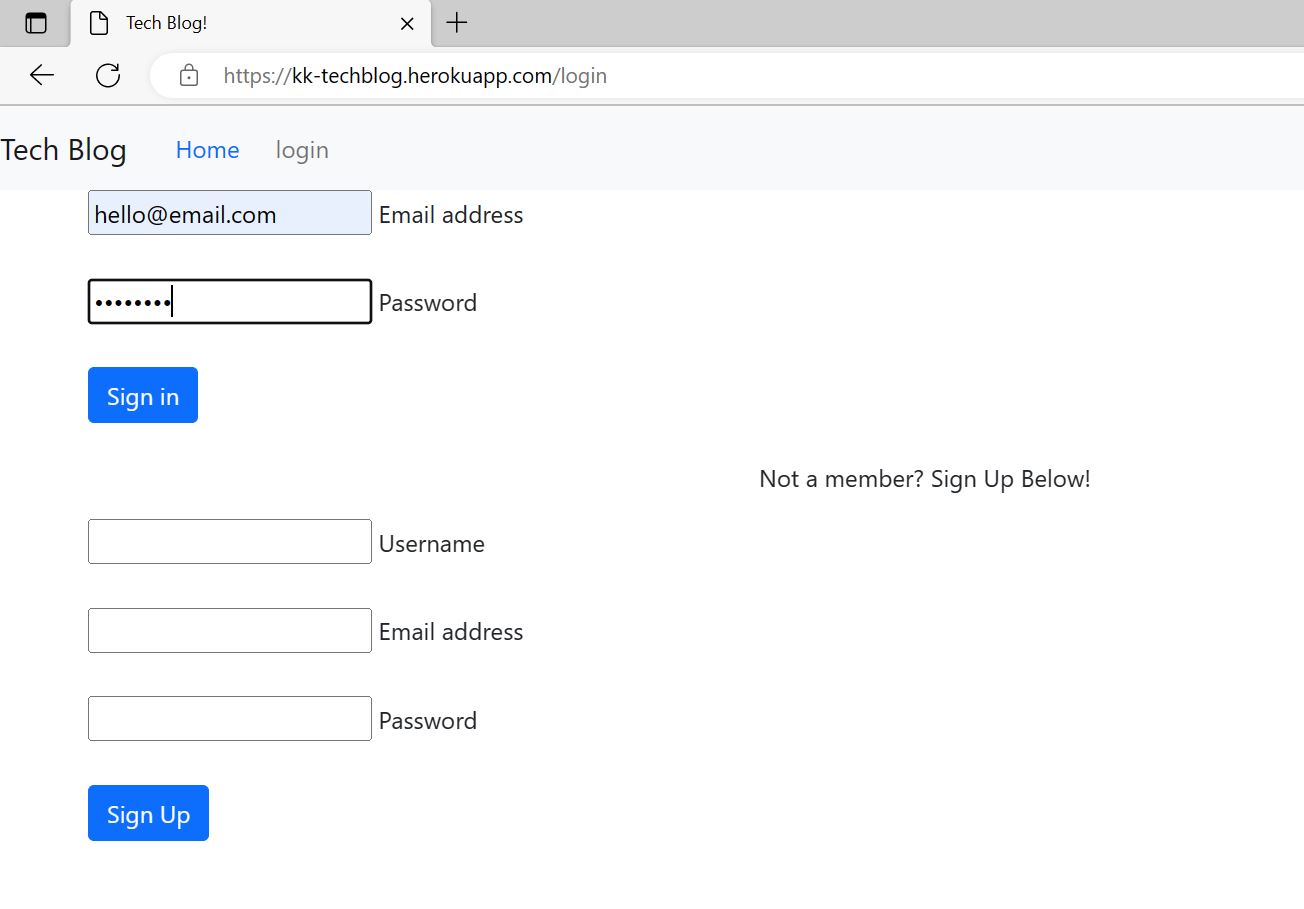 Tech Blog!
https://kk-techblog.herokuapp.com/login
Tech Blog Home login
hello@email.com Email address
•••••••• Password
Sign in
Not a member? Sign Up Below!
Username
Email address
Password
Sign Up